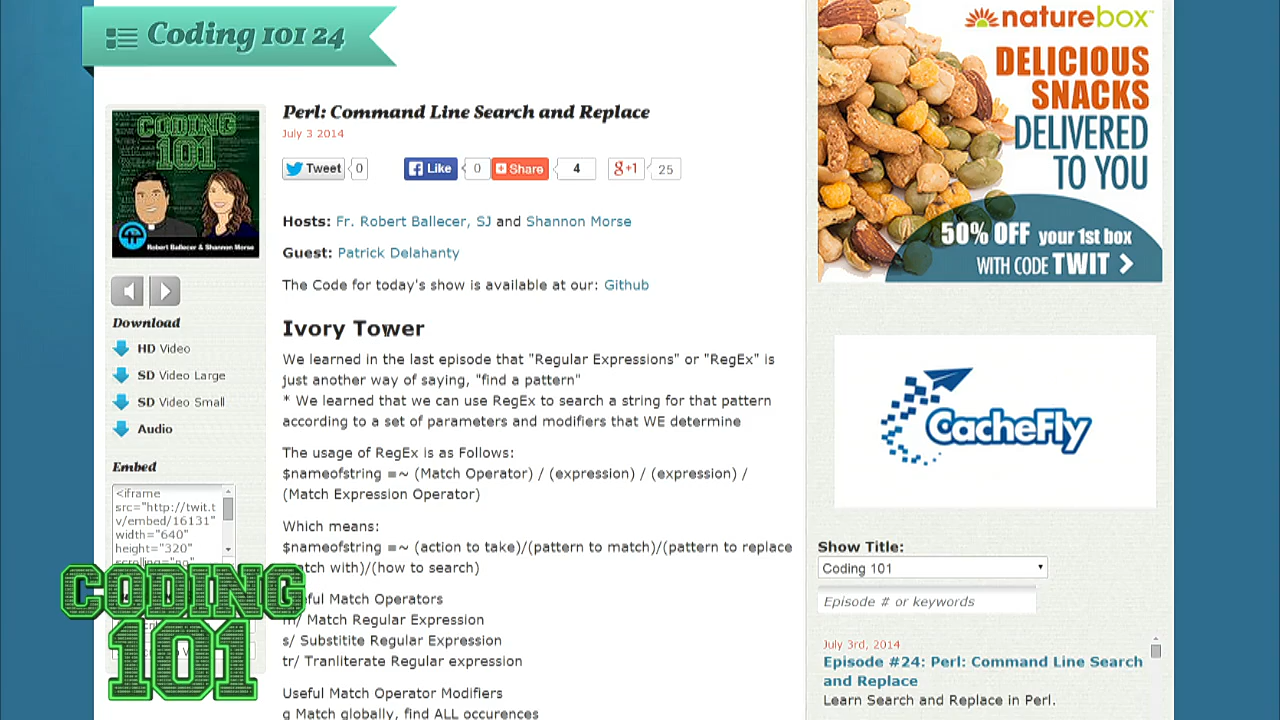 Coding 101 24
Perl: Command Line Search and Replace
July 3 2014
Tweet
0
Like
0
Share
4
g+1
25
CODING
101
Robert Ballecer & Shannon Morse
Hosts: Fr. Robert Ballecer, SJ and Shannon Morse
Guest: Patrick Delahanty
The Code for today's show is available at our: Github
Download
HD Video
SD Video Large
SD Video Small
Audio
Embed
<iframe
src="http://twit.t
v/embed/16131"
width="640"
height="320"
scrolling="no"
Ivory Tower
We learned in the last episode that "Regular Expressions" or "RegEx" is
just another way of saying, "find a pattern"
* We learned that we can use RegEx to search a string for that pattern
according to a set of parameters and modifiers that WE determine
The usage of RegEx is as Follows:
$nameofstring =~ (Match Operator) / (expression) / (expression) /
(Match Expression Operator)
Which means:
$nameofstring =~ (action to take)/(pattern to match)/(pattern to replace
with)/(how to search)
Match Operators
Match Regular Expression
s/ Substitite Regular Expression
tr/ Tranliterate Regular expression
Useful Match Operator Modifiers
g Match globally, find ALL occurences
CODING
101
naturebox™
DELICIOUS
SNACKS
DELIVERED
TO YOU
50% OFF your 1st box
WITH CODE TWIT
CacheFly
Show Title:
Coding 101
Episode # or keywords
July 3rd, 2014
Episode #24: Perl: Command Line Search
and Replace
Learn Search and Replace in Perl.